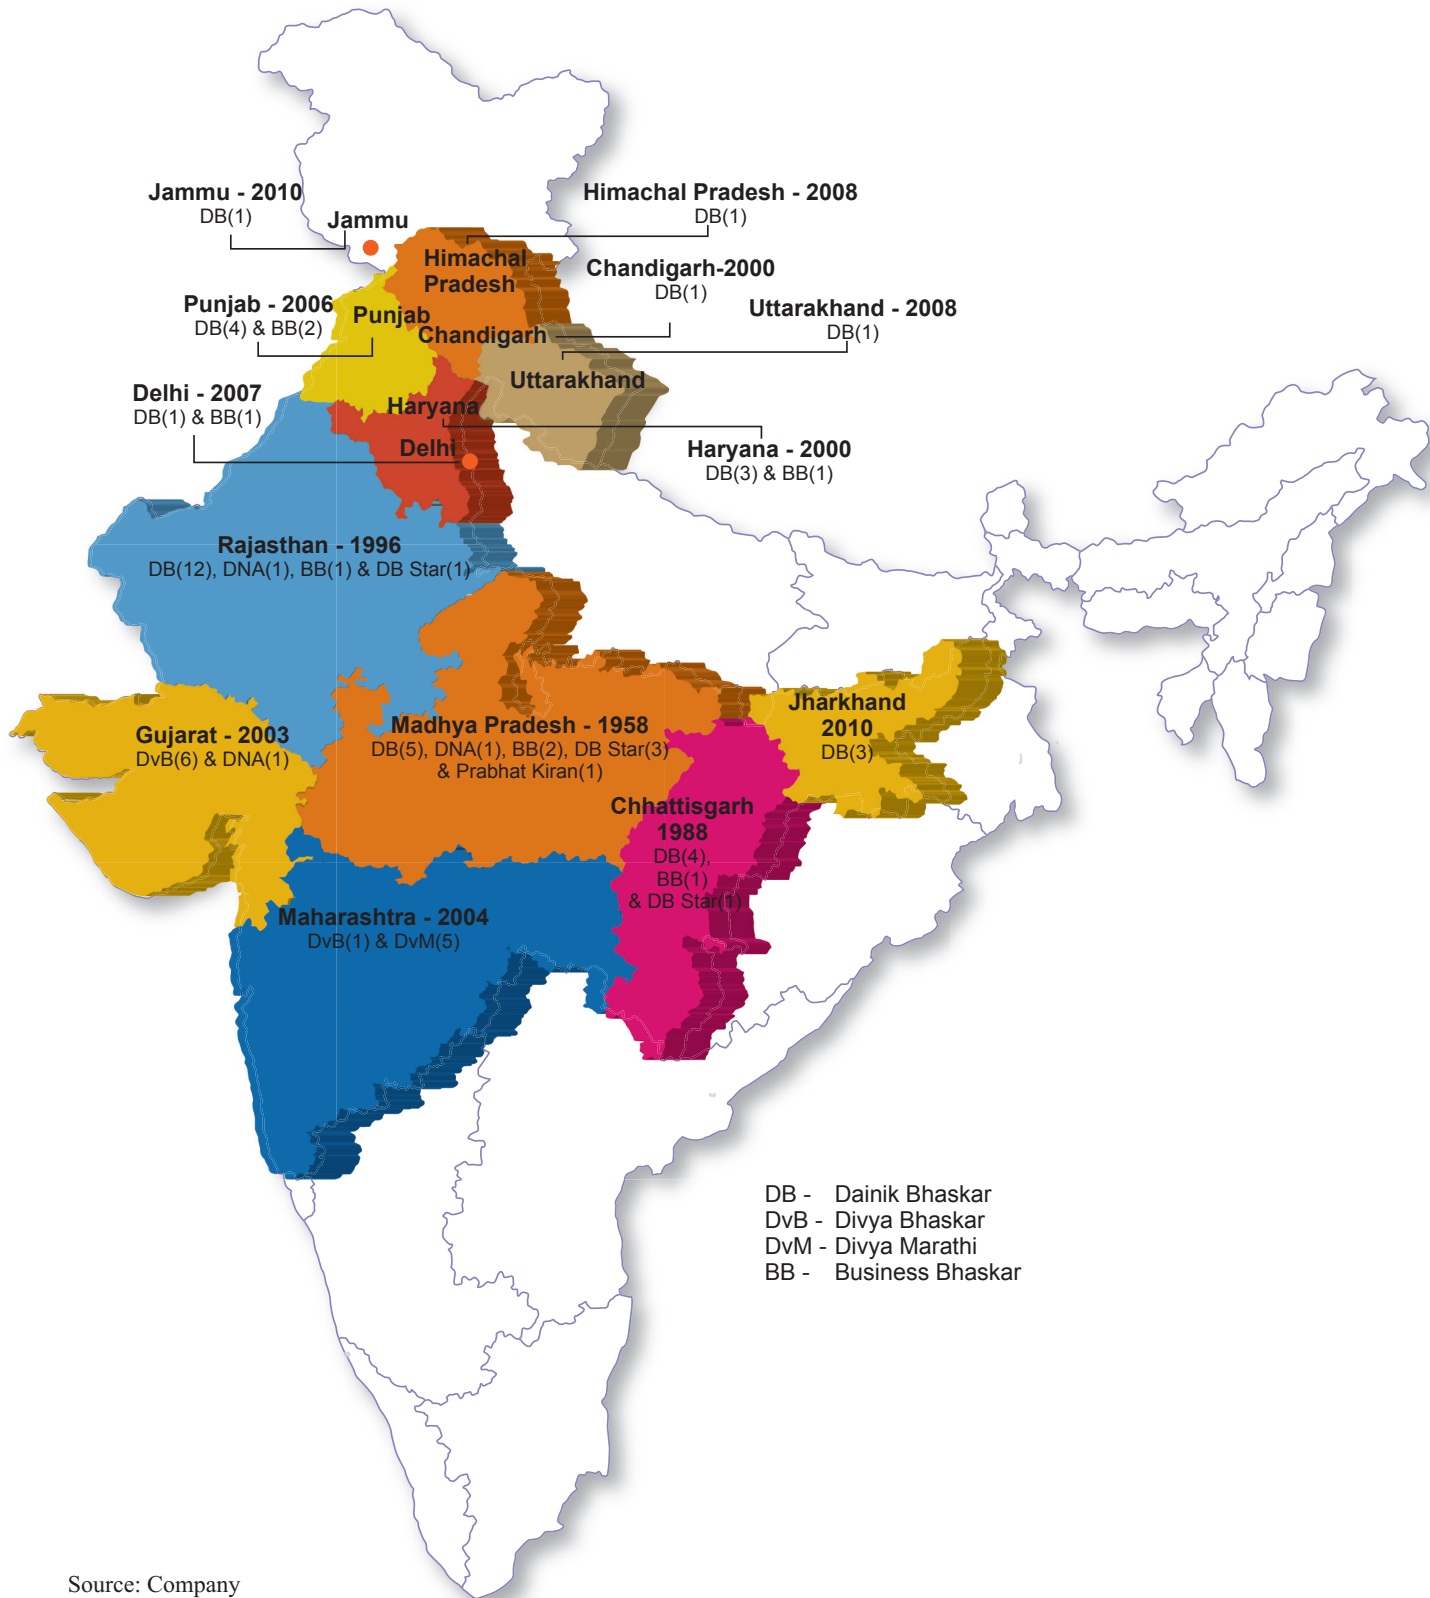 Jammu - 2010
DB(1)
Jammu
Himachal Pradesh - 2008
DB(1)
Himachal
Pradesh
Chandigarh-2000
DB(1)
Punjab - 2006
DB(4) & BB(2)
Punjab
Uttarakhand - 2008
DB(1)
Chandigarh
Uttarakhand
Delhi - 2007
DB(1) & BB(1)
Haryana
Delhi
Haryana - 2000
DB(3) & BB(1)
Rajasthan - 1996
DB(12), DNA(1), BB(1) & DB Star(1)
Gujarat - 2003
DvB(6) & DNA(1)
Madhya Pradesh - 1958
DB(5), DNA(1), BB(2), DB Star(3)
& Prabhat Kiran(1)
Jharkhand
2010
DB(3)
Chhattisgarh
1988
DB(4),
BB(1)
& DB Star(1)
Maharashtra - 2004
DvB(1) & DvM(5)
DB - Dainik Bhaskar
DvB - Divya Bhaskar
DvM - Divya Marathi
BB - Business Bhaskar
Source: Company